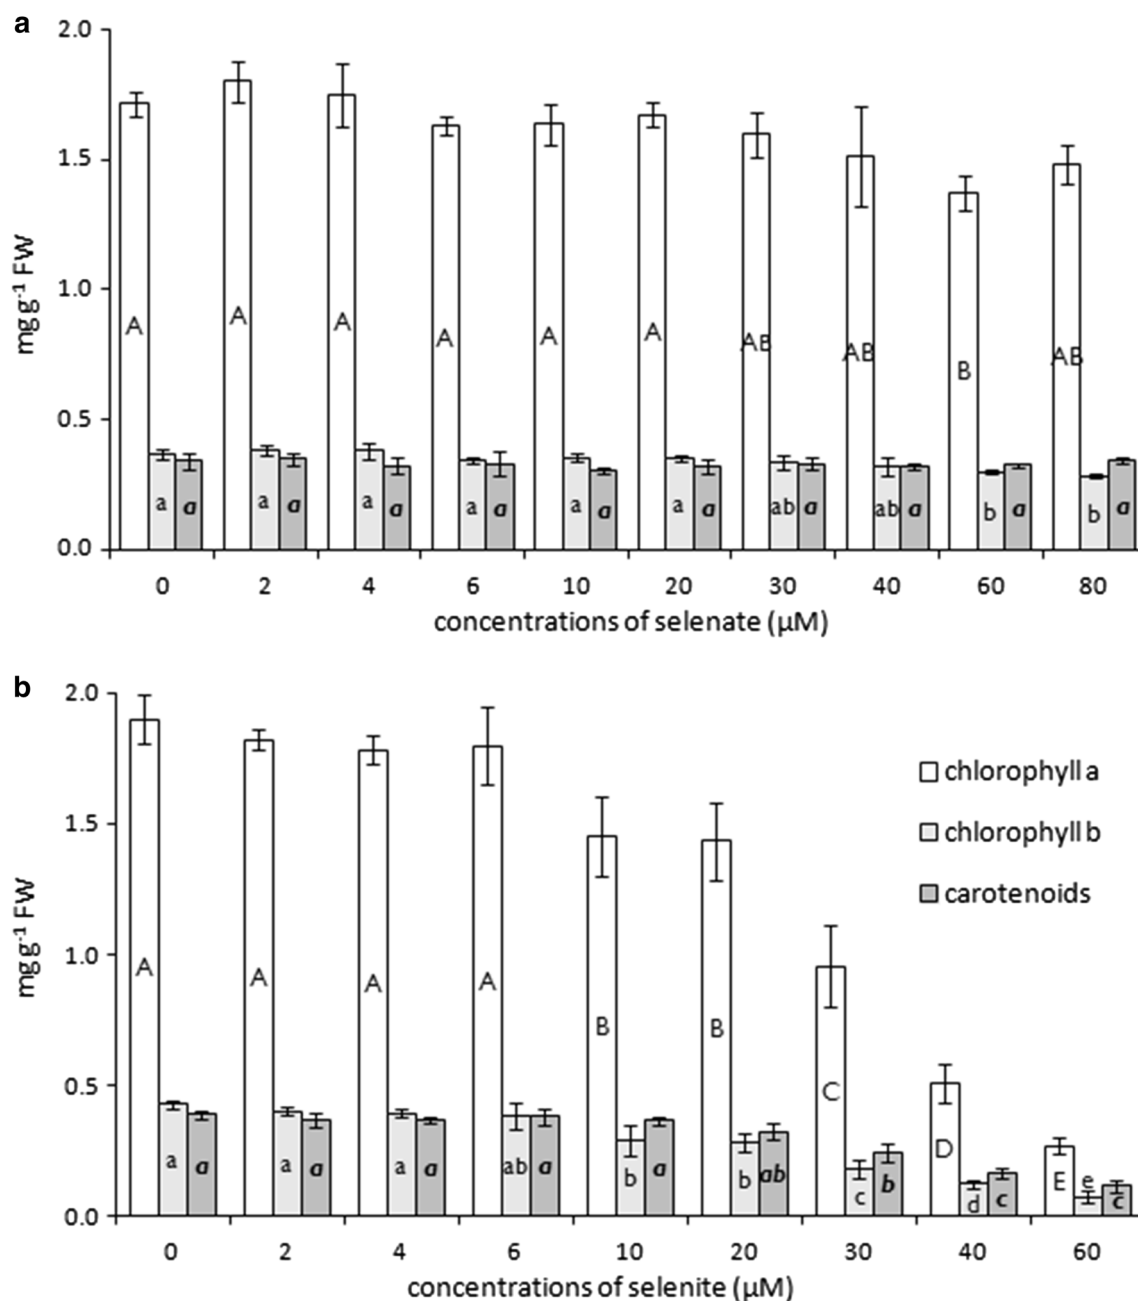 a
2.0
1.5
1.0
0.5
0.0
mg g-1 FW
A A A A A A AB AB B AB
a a a a a a a a a a a a ab a ab a b a b a
0 2 4 6 10 20 30 40 60 80
concentrations of selenate (µM)
b
2.0
1.5
1.0
0.5
0.0
mg g-1 FW
chlorophyll a
chlorophyll b
carotenoids
A A A A B B C D E
a a a a a a ab a b a b ab c b d c e c
0 2 4 6 10 20 30 40 60
concentrations of selenite (µM)